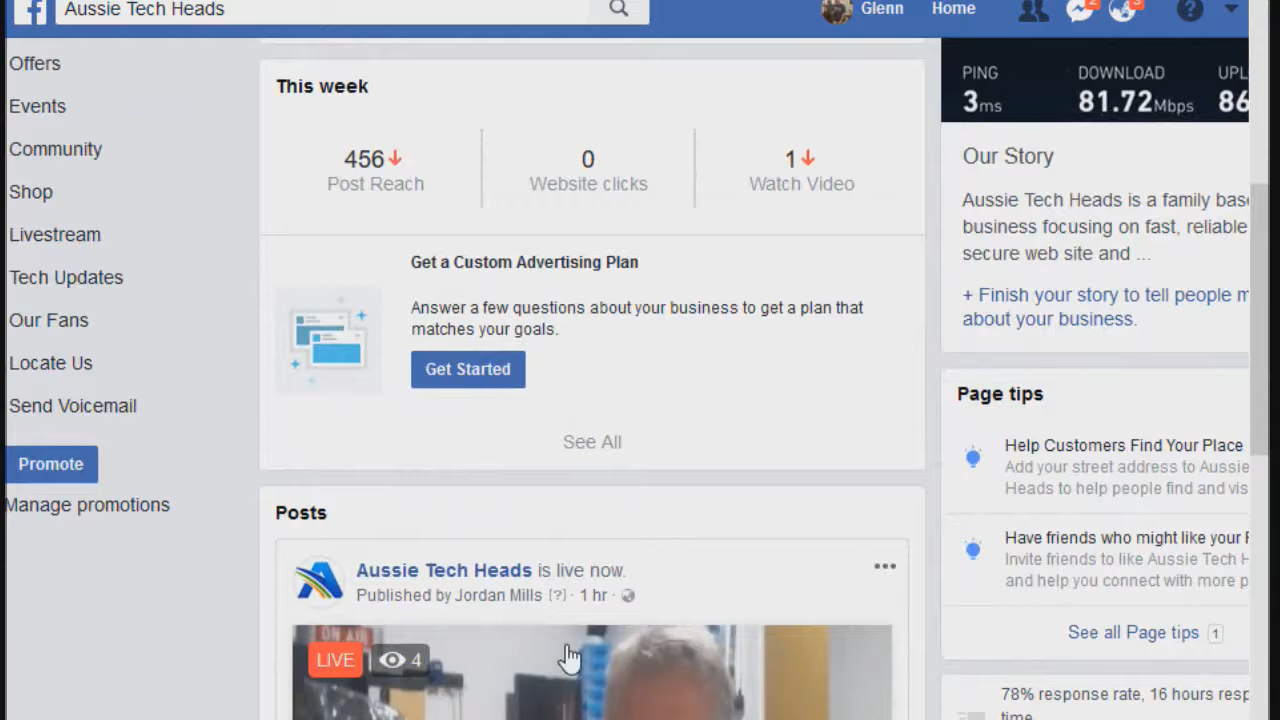 Aussie Tech Heads
Glenn
Home
2
3
?
Offers
Events
Community
Shop
Livestream
Tech Updates
Our Fans
Locate Us
Send Voicemail
Promote
Manage promotions
This week
456
Post Reach
0
Website clicks
1
Watch Video
Get a Custom Advertising Plan
Answer a few questions about your business to get a plan that
matches your goals.
Get Started
See All
Posts
Aussie Tech Heads is live now.
Published by Jordan Mills [?] · 1 hr ·
ON AIR
LIVE
4
PING
3ms
DOWNLOAD
81.72Mbps
UPL
86
Our Story
Aussie Tech Heads is a family base
business focusing on fast, reliable
secure web site and ...
+ Finish your story to tell people m
about your business.
Page tips
Help Customers Find Your Place
Add your street address to Aussie
Heads to help people find and vis
Have friends who might like your P
Invite friends to like Aussie Tech H
and help you connect with more p
See all Page tips 1
78% response rate, 16 hours resp
time